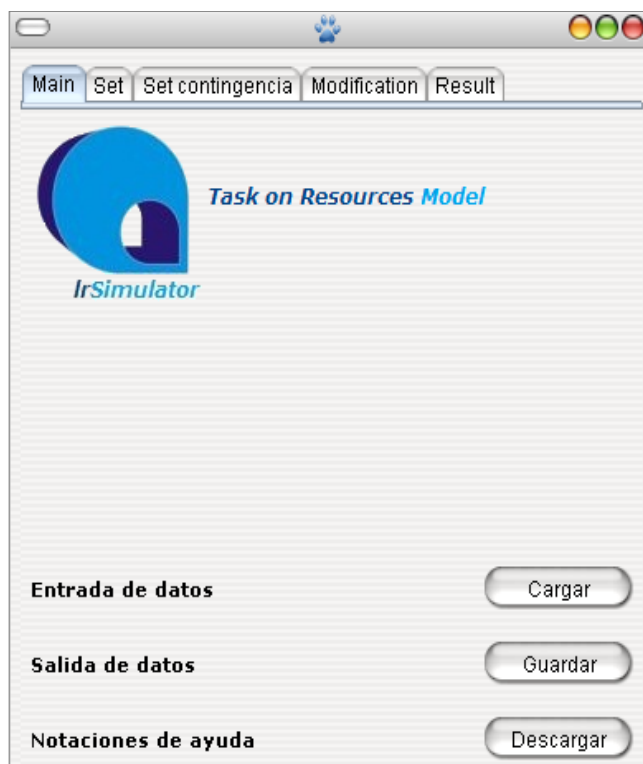 Main Set Set contingencia Modification Result
Task on Resources Model
lrSimulator
Entrada de datos Cargar
Salida de datos Guardar
Notaciones de ayuda Descargar